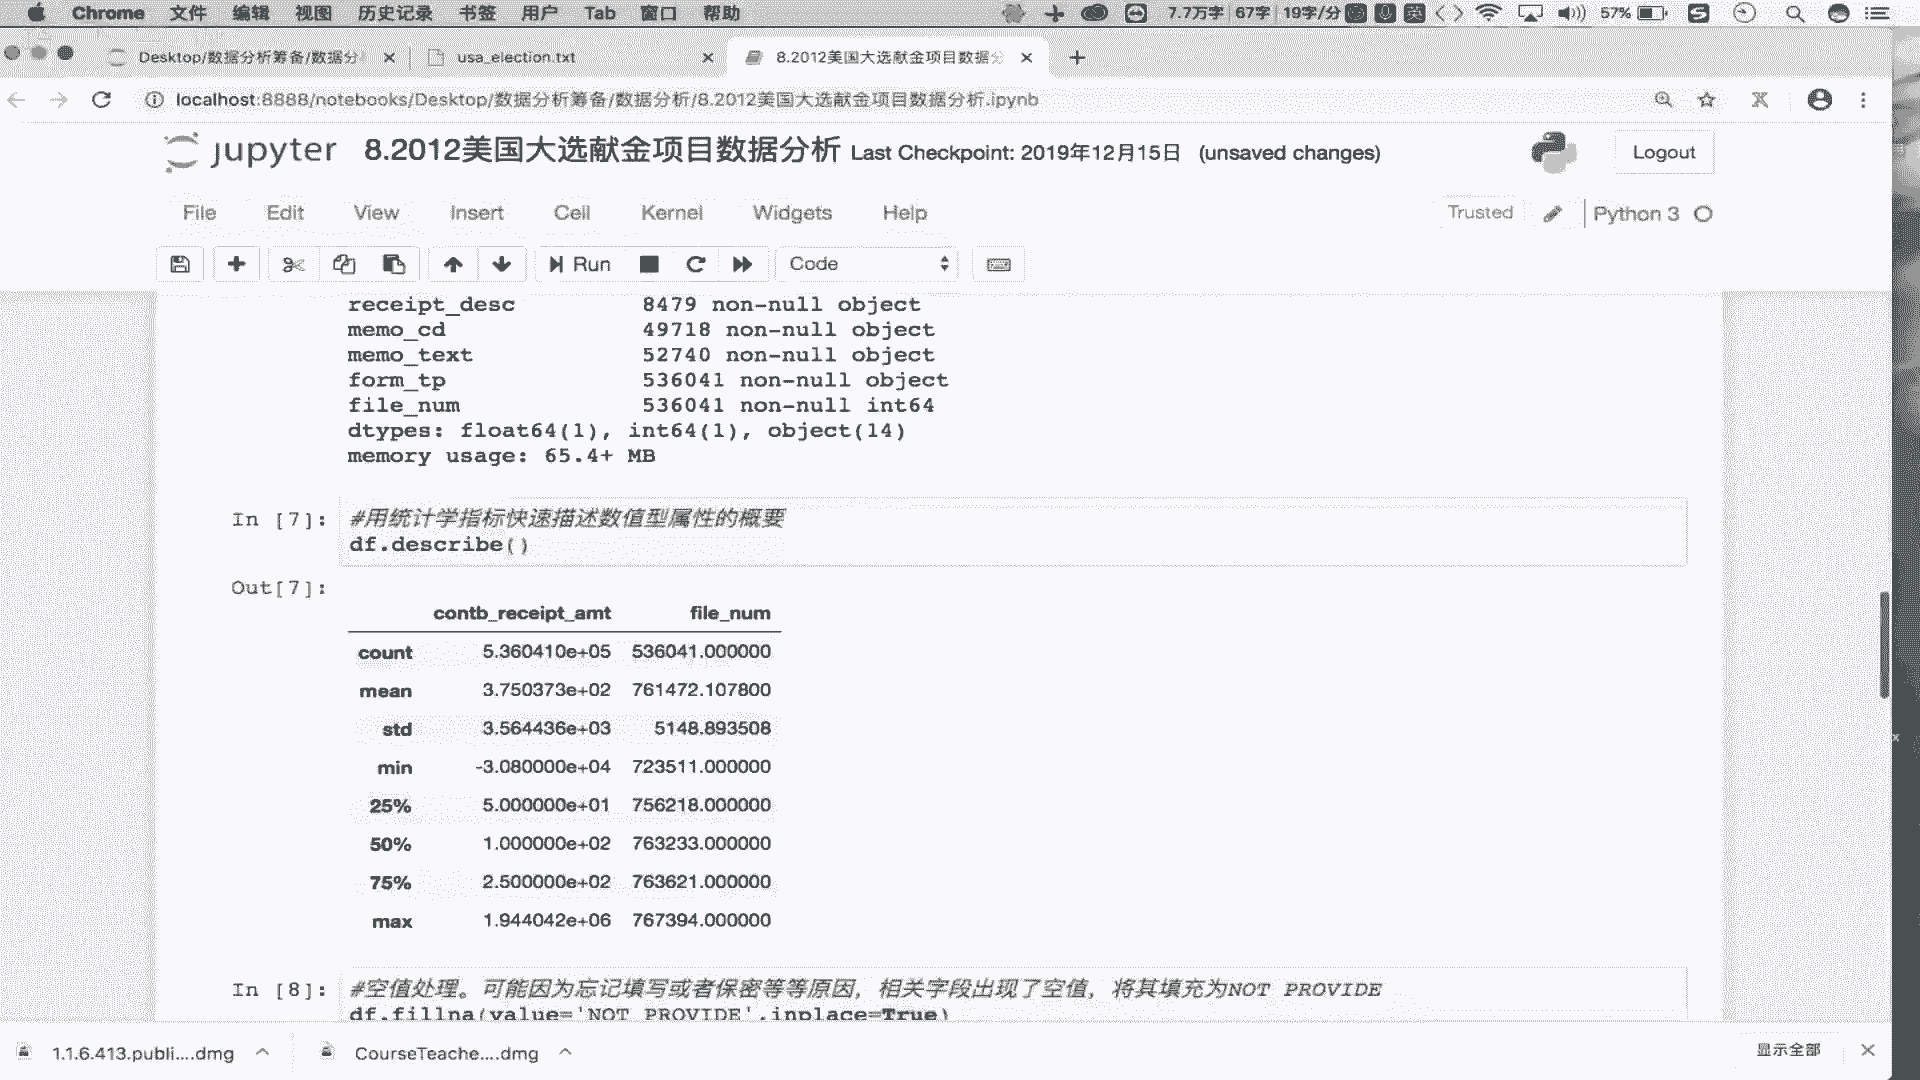 Chrome 文件 编辑 视图 历史记录 书签 用户 Tab 窗口 帮助 7.7万字 67字 19字/分 英 57%
Desktop/数据分析筹备/数据分 usa_election.txt 8.2012美国大选献金项目数据分
localhost:8888/notebooks/Desktop/数据分析筹备/数据分析/8.2012美国大选献金项目数据分析.ipynb
jupyter 8.2012美国大选献金项目数据分析 Last Checkpoint: 2019年12月15日 (unsaved changes) Logout
File Edit View Insert Cell Kernel Widgets Help Trusted Python 3
Run Code
receipt_desc 8479 non-null object
memo_cd 49718 non-null object
memo_text 52740 non-null object
form_tp 536041 non-null object
file_num 536041 non-null int64
dtypes: float64(1), int64(1), object(14)
memory usage: 65.4+ MB
In [7]: #用统计学指标快速描述数值型属性的概要
df.describe()
Out[7]:
contb_receipt_amt file_num
count 5.360410e+05 536041.000000
mean 3.750373e+02 761472.107800
std 3.564436e+03 5148.893508
min -3.080000e+04 723511.000000
25% 5.000000e+01 756218.000000
50% 1.000000e+02 763233.000000
75% 2.500000e+02 763621.000000
max 1.944042e+06 767394.000000
In [8]: #空值处理。可能因为忘记填写或者保密等等原因，相关字段出现了空值，将其填充为NOT PROVIDE
df.fillna(value='NOT PROVIDE',inplace=True)
1.1.6.413.publi....dmg CourseTeache....dmg 显示全部